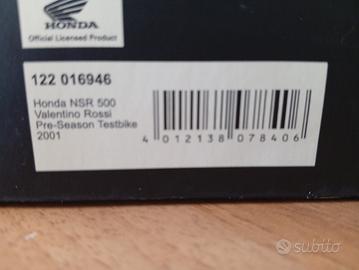 HONDA
Official Licensed Product
122 016946
Honda NSR 500
Valentino Rossi
Pre-Season Testbike
2001
4 012138 078406
subito